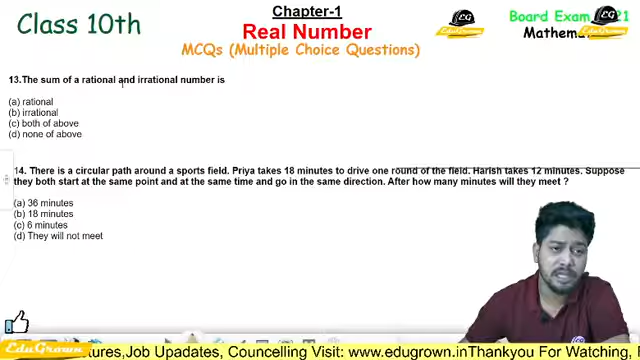 Class 10th
Chapter-1
Real Number
MCQs (Multiple Choice Questions)
Board Exam 21
Mathema
13.The sum of a rational and irrational number is
(a) rational
(b) irrational
(c) both of above
(d) none of above
14. There is a circular path around a sports field. Priya takes 18 minutes to drive one round of the field. Harish takes 12 minutes. Suppose
they both start at the same point and at the same time and go in the same direction. After how many minutes will they meet ?
(a) 36 minutes
(b) 18 minutes
(c) 6 minutes
(d) They will not meet
EduGrown
tures,Job Upadates, Councelling Visit: www.edugrown.inThankyou For Watching,